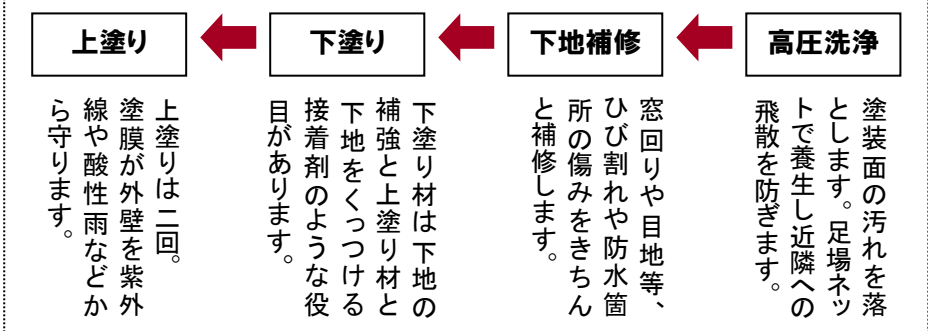 高圧洗浄
塗装面の汚れを落
とします。足場ネッ
トで養生し近隣への
飛散を防ぎます。
下地補修
窓回りや目地等、
ひび割れや防水箇
所の傷みをきちん
と補修します。
下塗り
下塗り材は下地の
補強と上塗り材と
下地をくっつける
接着剤のような役
目があります。
上塗り
上塗りは二回。
塗膜が外壁を紫外
線や酸性雨などか
ら守ります。